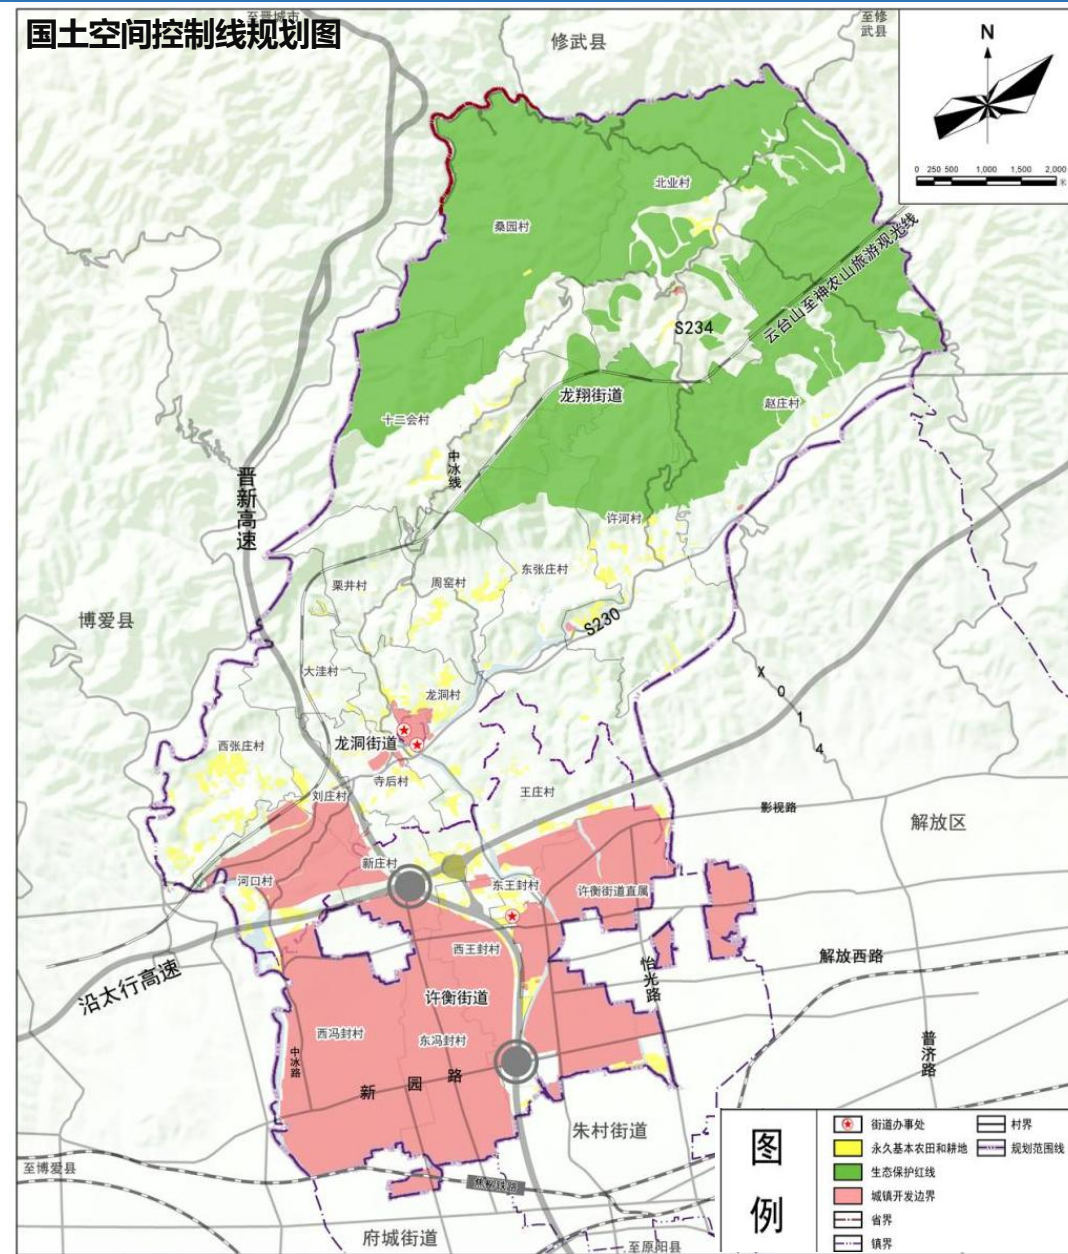 至晋城市
国土空间控制线规划图
修武县
至修
武县
N
0 250 500 1,000 1,500 2,000
米
北业村
桑园村
云台山至神农山旅游观光线
S234
龙翔街道
赵庄村
十二会村
中冰线
晋新高速
许河村
东张庄村
周窑村
栗井村
博爱县
S230
大洼村
龙洞村
X014
西张庄村
龙洞街道
寺后村
刘庄村
王庄村
影视路
解放区
新庄村
河口村
东王封村
许衡街道直属
西王封村
解放西路
怡光路
沿太行高速
许衡街道
西冯封村
东冯封村
中冰路
新园路
普济路
朱村街道
至博爱县
焦柳铁路
府城街道
至原阳县
图例
街道办事处
村界
永久基本农田和耕地
规划范围线
生态保护红线
城镇开发边界
省界
镇界